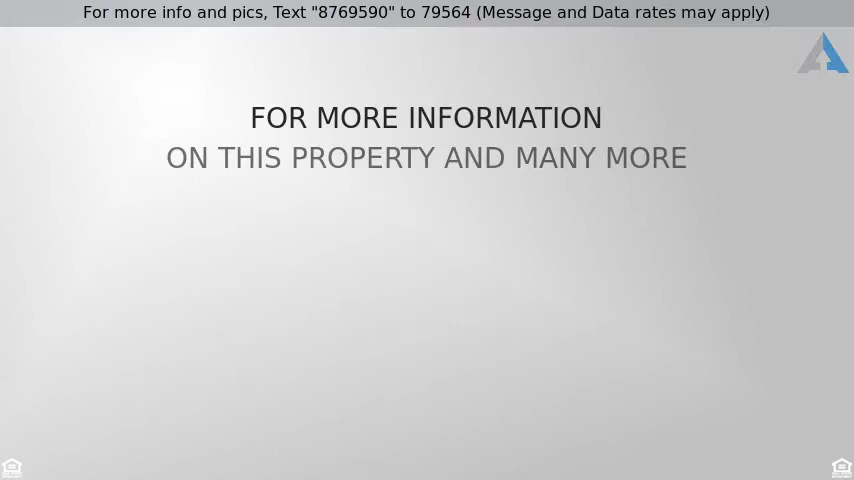 For more info and pics, Text "8769590" to 79564 (Message and Data rates may apply)
FOR MORE INFORMATION
ON THIS PROPERTY AND MANY MORE